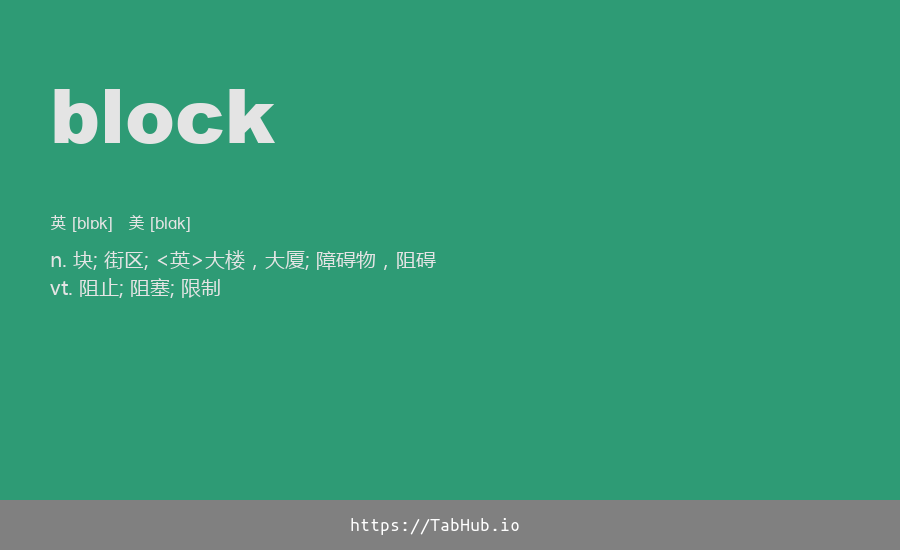 block
英 [blɒk] 美 [blɑk]
n. 块; 街区; <英>大楼，大厦; 障碍物，阻碍
vt. 阻止; 阻塞; 限制
https://TabHub.io